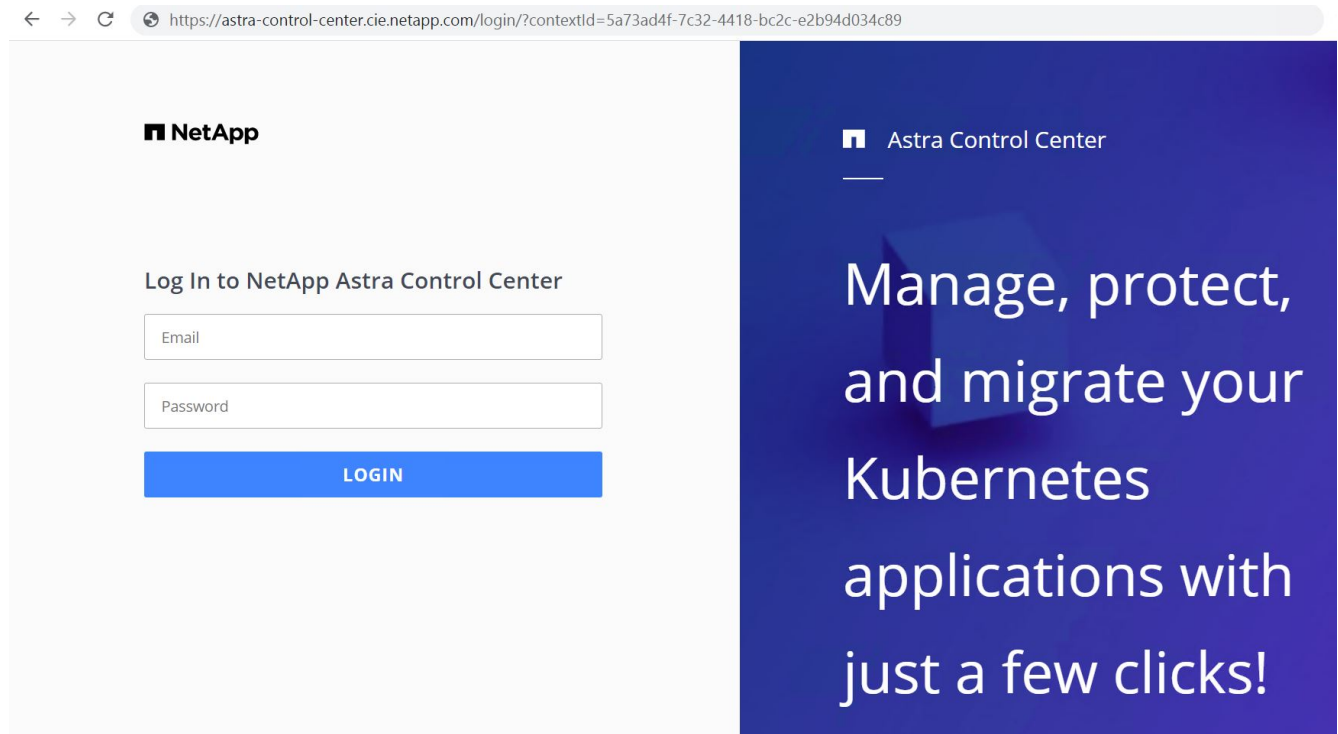 https://astra-control-center.cie.netapp.com/login/?contextId=5a73ad4f-7c32-4418-bc2c-e2b94d034c89
NetApp
Log In to NetApp Astra Control Center
Email
Password
LOGIN
Astra Control Center
Manage, protect,
and migrate your
Kubernetes
applications with
just a few clicks!